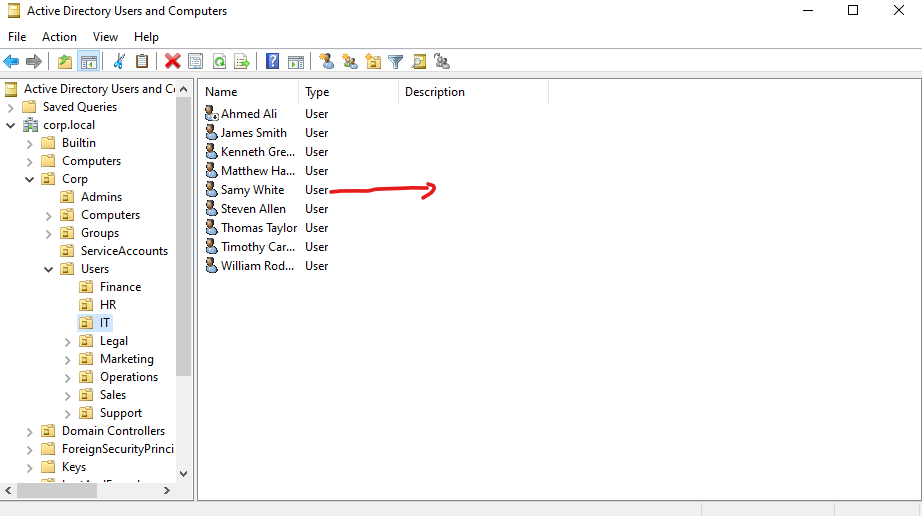 Active Directory Users and Computers
File Action View Help
Active Directory Users and Co
Saved Queries
corp.local
Builtin
Computers
Corp
Admins
Computers
Groups
ServiceAccounts
Users
Finance
HR
IT
Legal
Marketing
Operations
Sales
Support
Domain Controllers
ForeignSecurityPrinci
Keys
Name Type Description
Ahmed Ali User
James Smith User
Kenneth Gre... User
Matthew Ha... User
Samy White User
Steven Allen User
Thomas Taylor User
Timothy Car... User
William Rod... User